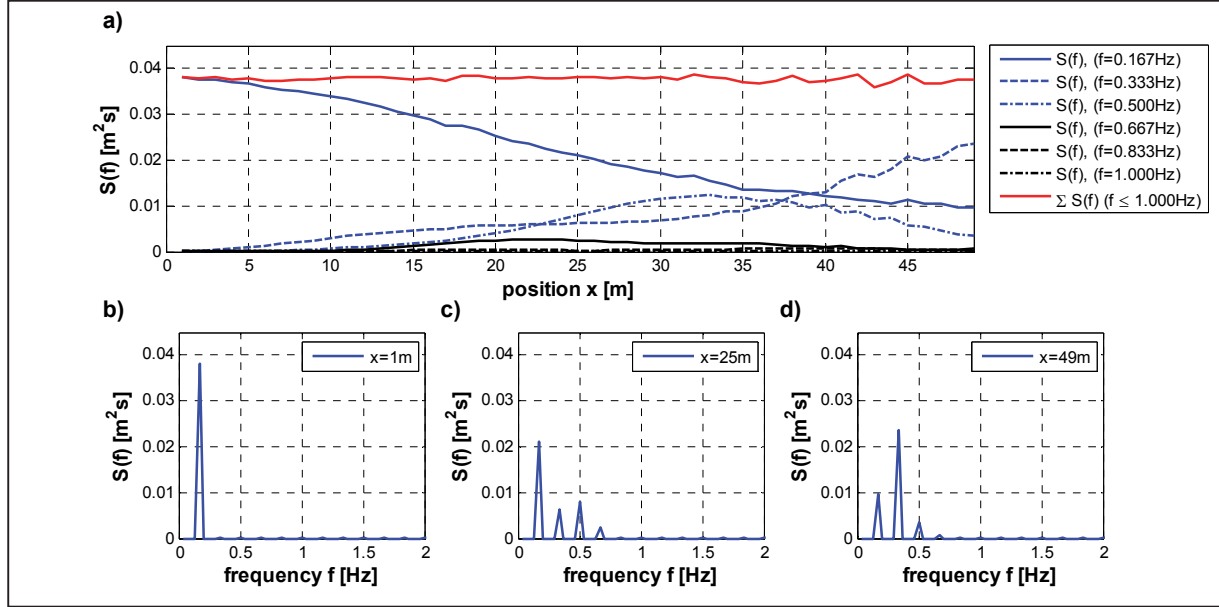 a)
0.04
0.03
0.02
0.01
0
S(f) [m²s]
0 5 10 15 20 25 30 35 40 45
position x [m]
S(f), (f=0.167Hz)
S(f), (f=0.333Hz)
S(f), (f=0.500Hz)
S(f), (f=0.667Hz)
S(f), (f=0.833Hz)
S(f), (f=1.000Hz)
Σ S(f) (f ≤ 1.000Hz)
b)
x=1m
0.04
0.03
0.02
0.01
0
S(f) [m²s]
0 0.5 1 1.5 2
frequency f [Hz]
c)
x=25m
0.04
0.03
0.02
0.01
0
S(f) [m²s]
0 0.5 1 1.5 2
frequency f [Hz]
d)
x=49m
0.04
0.03
0.02
0.01
0
S(f) [m²s]
0 0.5 1 1.5 2
frequency f [Hz]